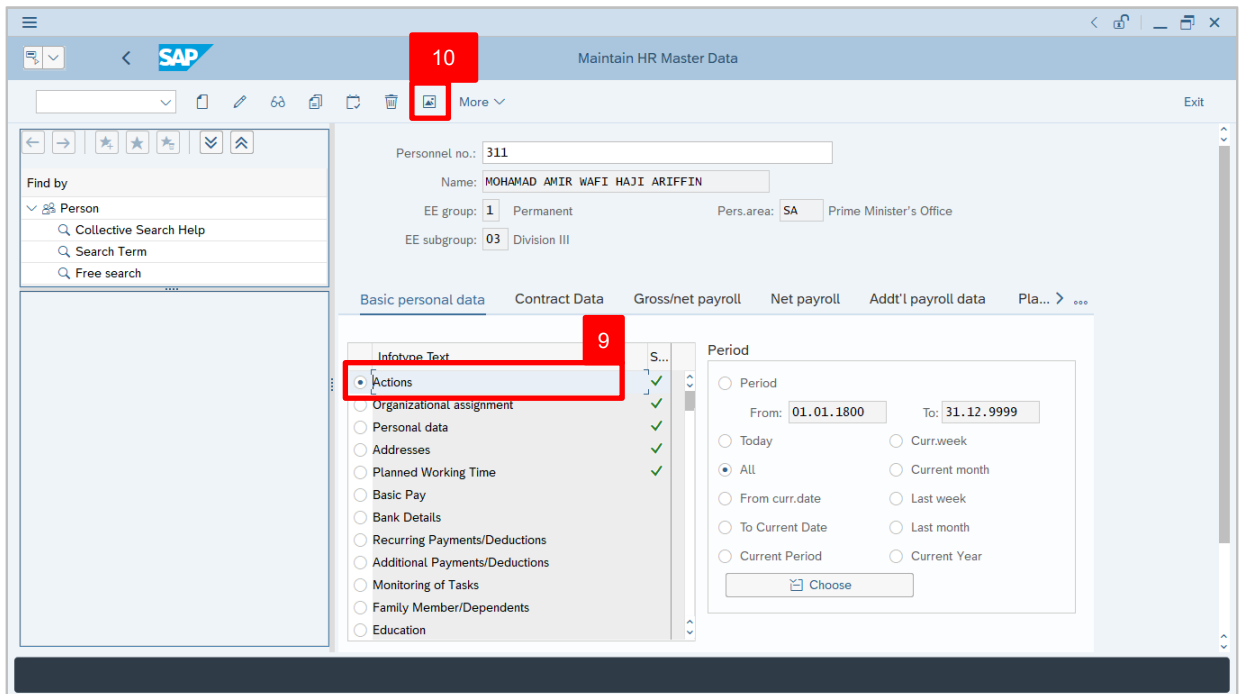 SAP
10
Maintain HR Master Data
More
Exit
Find by
Person
Collective Search Help
Search Term
Free search
Personnel no.: 311
Name: MOHAMAD AMIR WAFI HAJI ARIFFIN
EE group: 1 Permanent Pers.area: SA Prime Minister's Office
EE subgroup: 03 Division III
Basic personal data Contract Data Gross/net payroll Net payroll Addt'l payroll data Pla...
9
Infotype Text S...
Actions
Organizational assignment
Personal data
Addresses
Planned Working Time
Basic Pay
Bank Details
Recurring Payments/Deductions
Additional Payments/Deductions
Monitoring of Tasks
Family Member/Dependents
Education
Period
Period
From: 01.01.1800 To: 31.12.9999
Today Curr.week
All Current month
From curr.date Last week
To Current Date Last month
Current Period Current Year
Choose